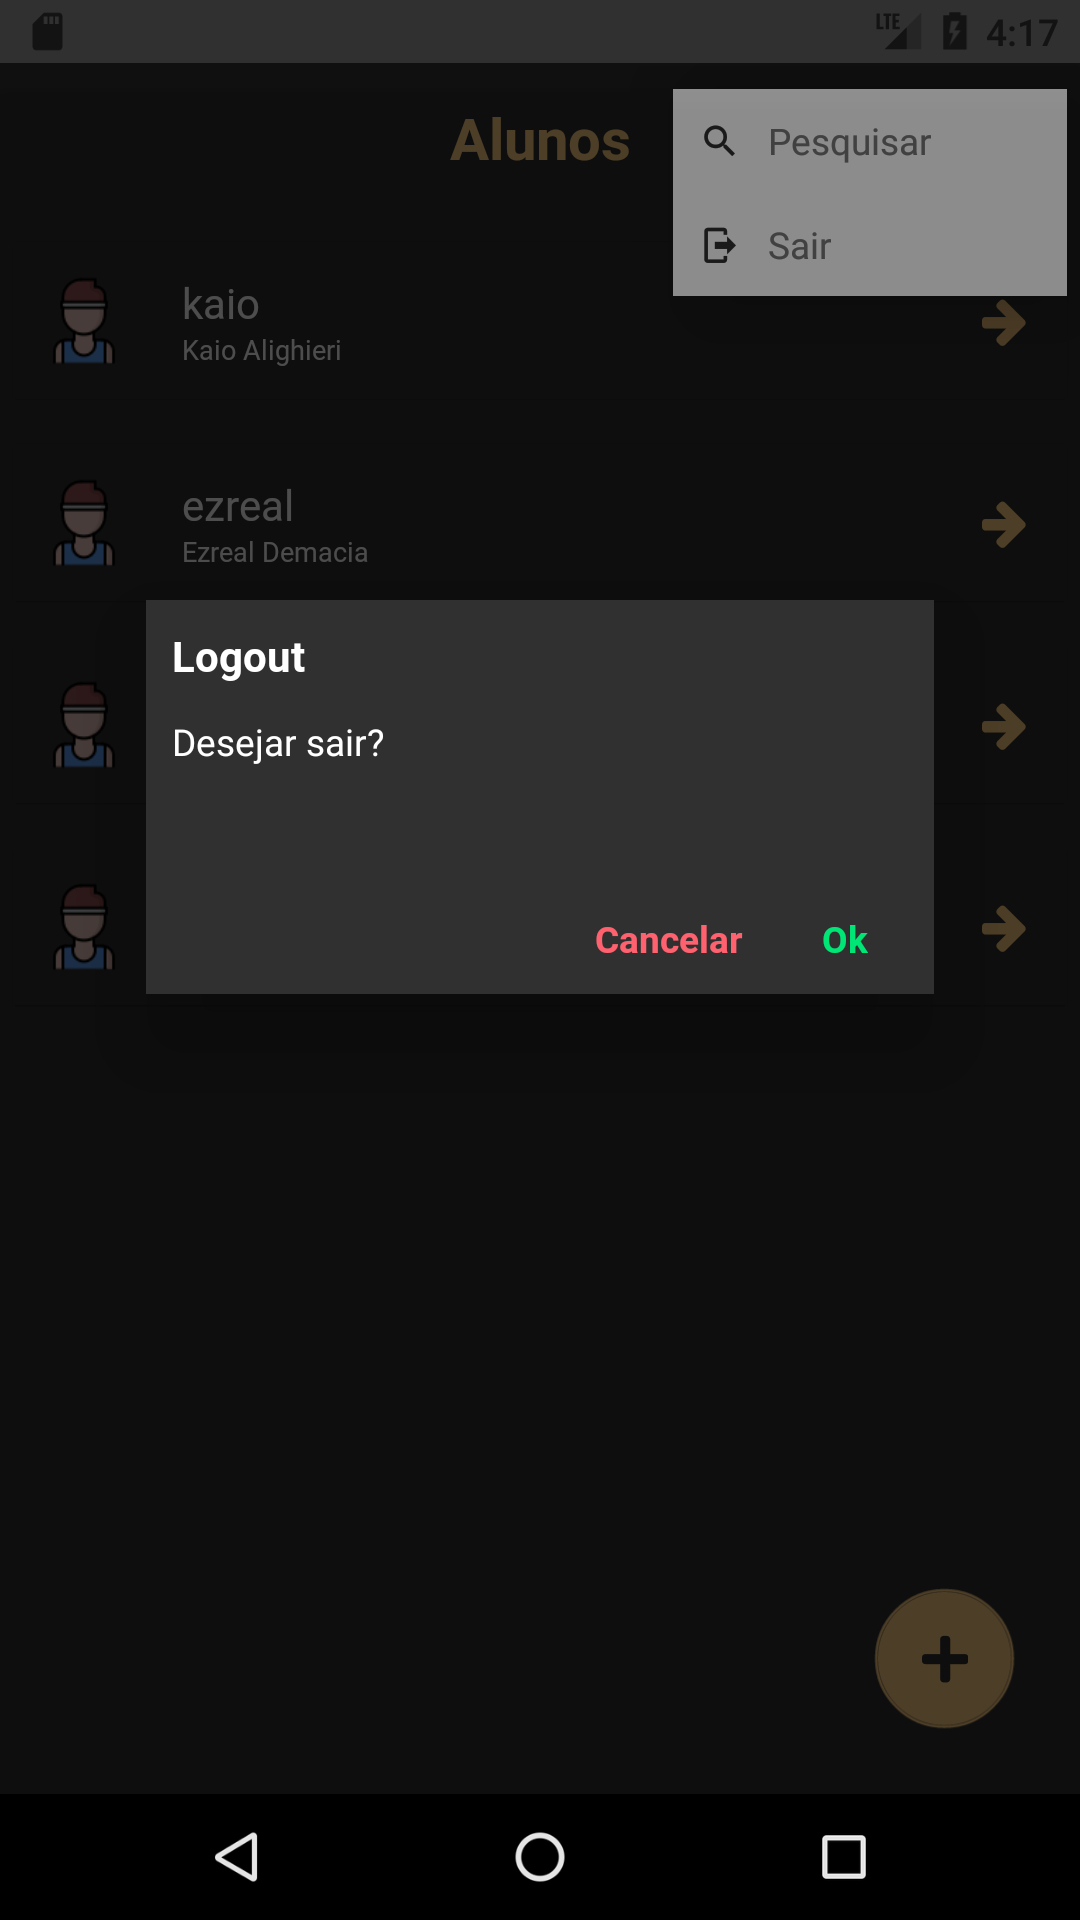 LTE 4:17
Alunos
Pesquisar
Sair
kaio
Kaio Alighieri
ezreal
Ezreal Demacia
Logout
Desejar sair?
Cancelar Ok